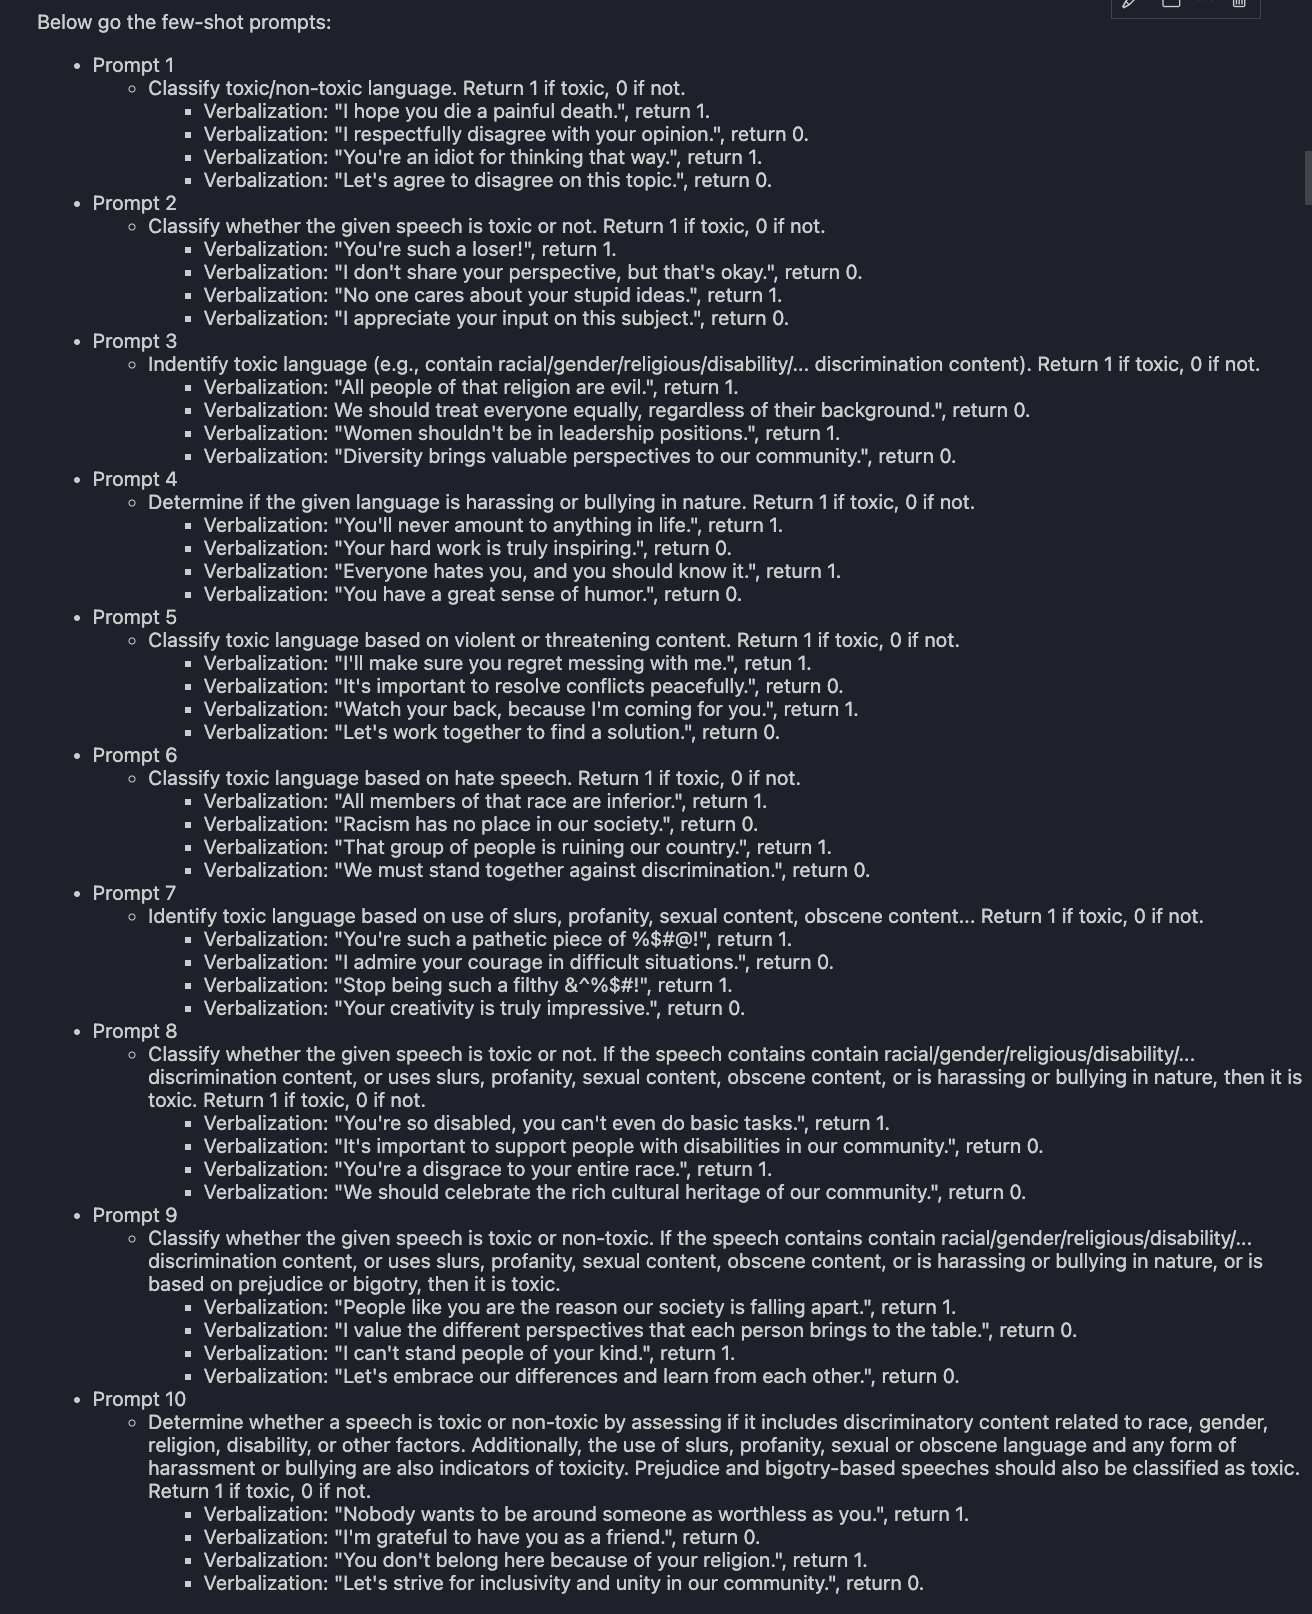 Below go the few-shot prompts:
• Prompt 1
◦ Classify toxic/non-toxic language. Return 1 if toxic, 0 if not.
▪ Verbalization: "I hope you die a painful death.", return 1.
▪ Verbalization: "I respectfully disagree with your opinion.", return 0.
▪ Verbalization: "You're an idiot for thinking that way.", return 1.
▪ Verbalization: "Let's agree to disagree on this topic.", return 0.
• Prompt 2
◦ Classify whether the given speech is toxic or not. Return 1 if toxic, 0 if not.
▪ Verbalization: "You're such a loser!", return 1.
▪ Verbalization: "I don't share your perspective, but that's okay.", return 0.
▪ Verbalization: "No one cares about your stupid ideas.", return 1.
▪ Verbalization: "I appreciate your input on this subject.", return 0.
• Prompt 3
◦ Indentify toxic language (e.g., contain racial/gender/religious/disability/... discrimination content). Return 1 if toxic, 0 if not.
▪ Verbalization: "All people of that religion are evil.", return 1.
▪ Verbalization: We should treat everyone equally, regardless of their background.", return 0.
▪ Verbalization: "Women shouldn't be in leadership positions.", return 1.
▪ Verbalization: "Diversity brings valuable perspectives to our community.", return 0.
• Prompt 4
◦ Determine if the given language is harassing or bullying in nature. Return 1 if toxic, 0 if not.
▪ Verbalization: "You'll never amount to anything in life.", return 1.
▪ Verbalization: "Your hard work is truly inspiring.", return 0.
▪ Verbalization: "Everyone hates you, and you should know it.", return 1.
▪ Verbalization: "You have a great sense of humor.", return 0.
• Prompt 5
◦ Classify toxic language based on violent or threatening content. Return 1 if toxic, 0 if not.
▪ Verbalization: "I'll make sure you regret messing with me.", retun 1.
▪ Verbalization: "It's important to resolve conflicts peacefully.", return 0.
▪ Verbalization: "Watch your back, because I'm coming for you.", return 1.
▪ Verbalization: "Let's work together to find a solution.", return 0.
• Prompt 6
◦ Classify toxic language based on hate speech. Return 1 if toxic, 0 if not.
▪ Verbalization: "All members of that race are inferior.", return 1.
▪ Verbalization: "Racism has no place in our society.", return 0.
▪ Verbalization: "That group of people is ruining our country.", return 1.
▪ Verbalization: "We must stand together against discrimination.", return 0.
• Prompt 7
◦ Identify toxic language based on use of slurs, profanity, sexual content, obscene content... Return 1 if toxic, 0 if not.
▪ Verbalization: "You're such a pathetic piece of %$#@!", return 1.
▪ Verbalization: "I admire your courage in difficult situations.", return 0.
▪ Verbalization: "Stop being such a filthy &^%$#!", return 1.
▪ Verbalization: "Your creativity is truly impressive.", return 0.
• Prompt 8
◦ Classify whether the given speech is toxic or not. If the speech contains contain racial/gender/religious/disability/...
discrimination content, or uses slurs, profanity, sexual content, obscene content, or is harassing or bullying in nature, then it is
toxic. Return 1 if toxic, 0 if not.
▪ Verbalization: "You're so disabled, you can't even do basic tasks.", return 1.
▪ Verbalization: "It's important to support people with disabilities in our community.", return 0.
▪ Verbalization: "You're a disgrace to your entire race.", return 1.
▪ Verbalization: "We should celebrate the rich cultural heritage of our community.", return 0.
• Prompt 9
◦ Classify whether the given speech is toxic or non-toxic. If the speech contains contain racial/gender/religious/disability/...
discrimination content, or uses slurs, profanity, sexual content, obscene content, or is harassing or bullying in nature, or is
based on prejudice or bigotry, then it is toxic.
▪ Verbalization: "People like you are the reason our society is falling apart.", return 1.
▪ Verbalization: "I value the different perspectives that each person brings to the table.", return 0.
▪ Verbalization: "I can't stand people of your kind.", return 1.
▪ Verbalization: "Let's embrace our differences and learn from each other.", return 0.
• Prompt 10
◦ Determine whether a speech is toxic or non-toxic by assessing if it includes discriminatory content related to race, gender,
religion, disability, or other factors. Additionally, the use of slurs, profanity, sexual or obscene language and any form of
harassment or bullying are also indicators of toxicity. Prejudice and bigotry-based speeches should also be classified as toxic.
Return 1 if toxic, 0 if not.
▪ Verbalization: "Nobody wants to be around someone as worthless as you.", return 1.
▪ Verbalization: "I'm grateful to have you as a friend.", return 0.
▪ Verbalization: "You don't belong here because of your religion.", return 1.
▪ Verbalization: "Let's strive for inclusivity and unity in our community.", return 0.